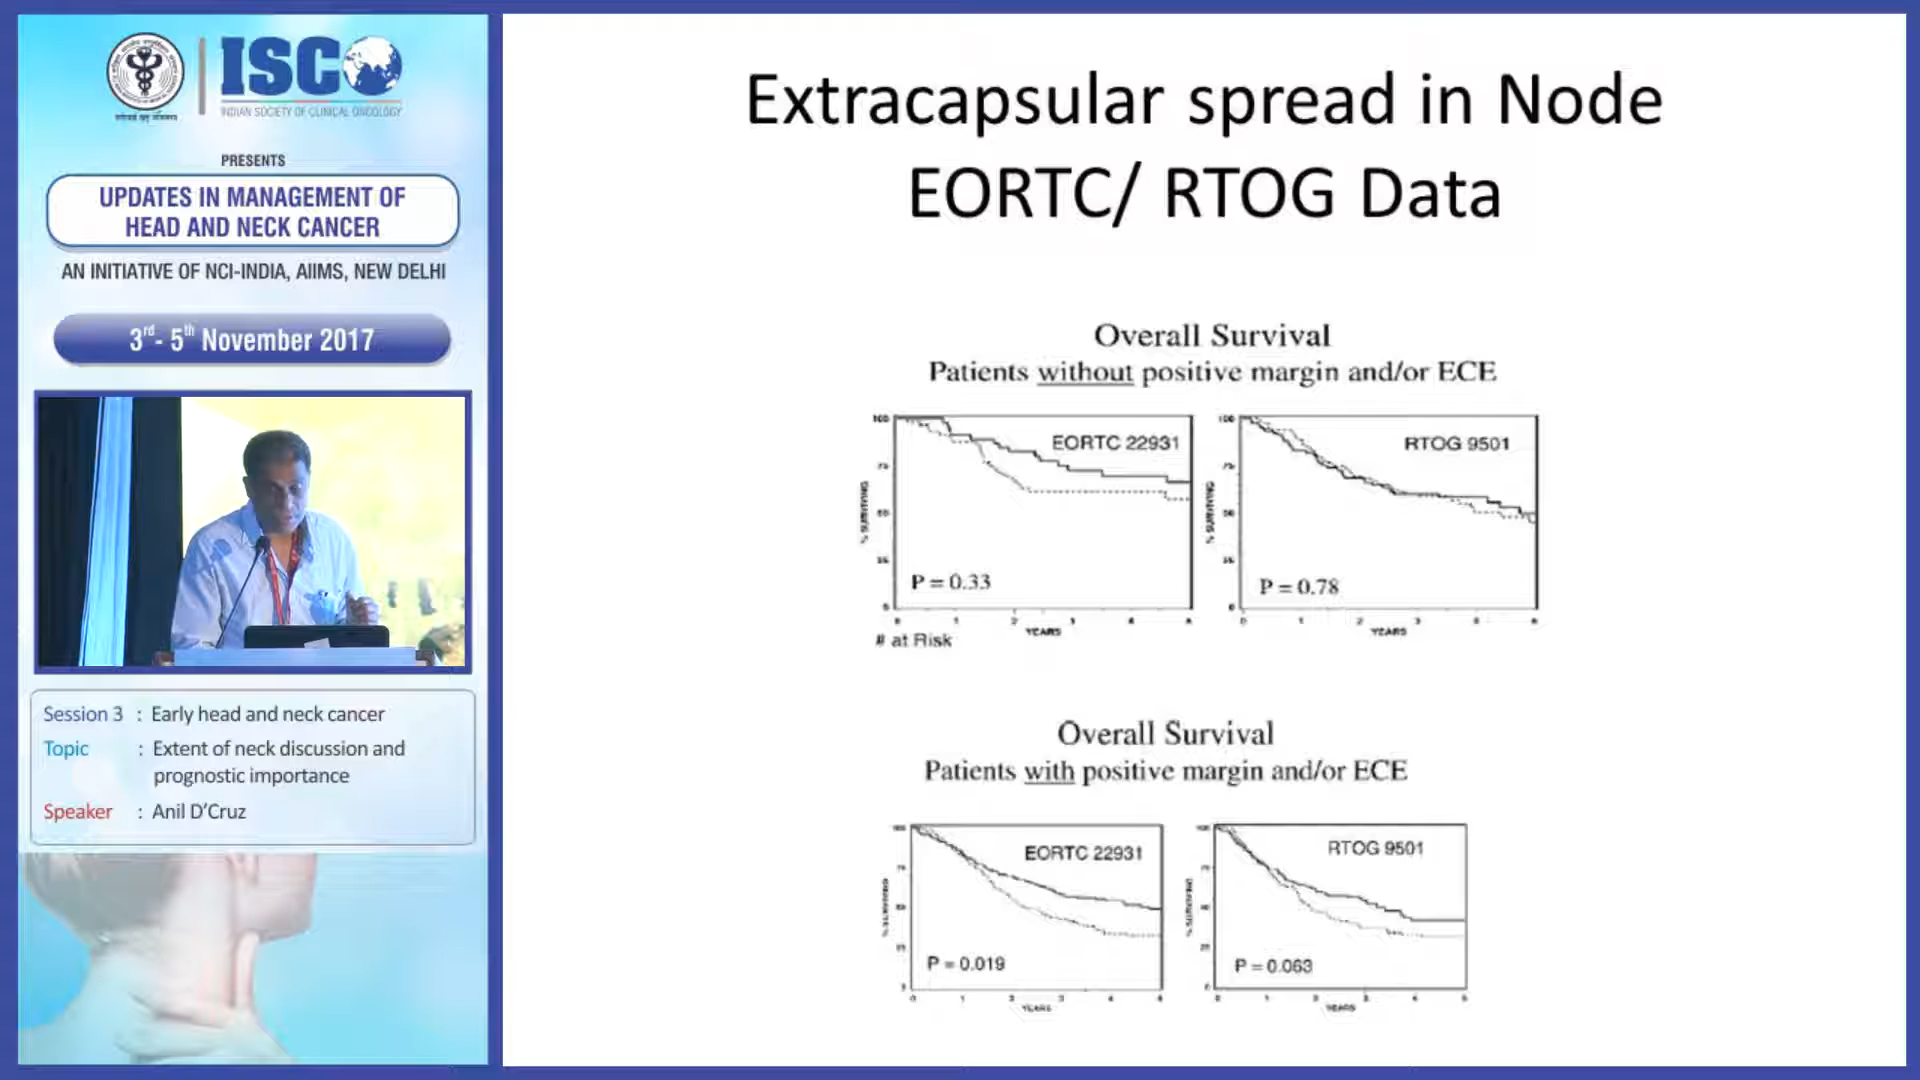 ISCO
INDIAN SOCIETY OF CLINICAL ONCOLOGY
PRESENTS
UPDATES IN MANAGEMENT OF
HEAD AND NECK CANCER
AN INITIATIVE OF NCI-INDIA, AIIMS, NEW DELHI
3rd- 5th November 2017
Session 3 : Early head and neck cancer
Topic : Extent of neck discussion and
prognostic importance
Speaker : Anil D'Cruz
Extracapsular spread in Node
EORTC/ RTOG Data
Overall Survival
Patients without positive margin and/or ECE
EORTC 22931
% SURVIVING
P = 0.33
YEARS
# at Risk
RTOG 9501
% SURVIVING
P = 0.78
YEARS
Overall Survival
Patients with positive margin and/or ECE
EORTC 22931
% SURVIVING
P = 0.019
YEARS
RTOG 9501
% SURVIVING
P = 0.063
YEARS